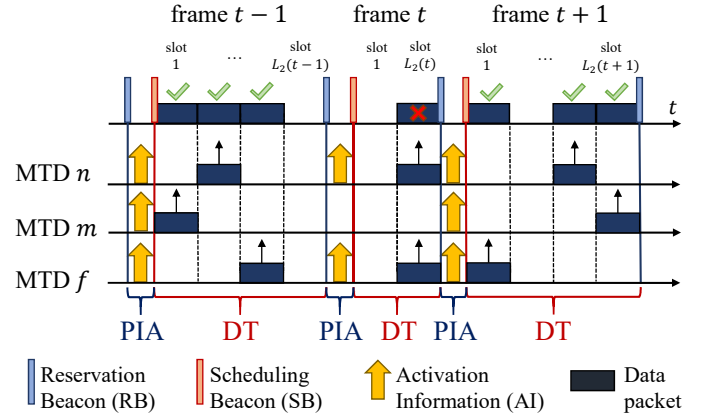 frame t − 1 frame t frame t + 1
slot 1 ... slot L₂(t − 1) slot 1 slot L₂(t) slot 1 ... slot L₂(t + 1)
t
MTD n
MTD m
MTD f
PIA DT PIA DT PIA DT
Reservation Beacon (RB)
Scheduling Beacon (SB)
Activation Information (AI)
Data packet